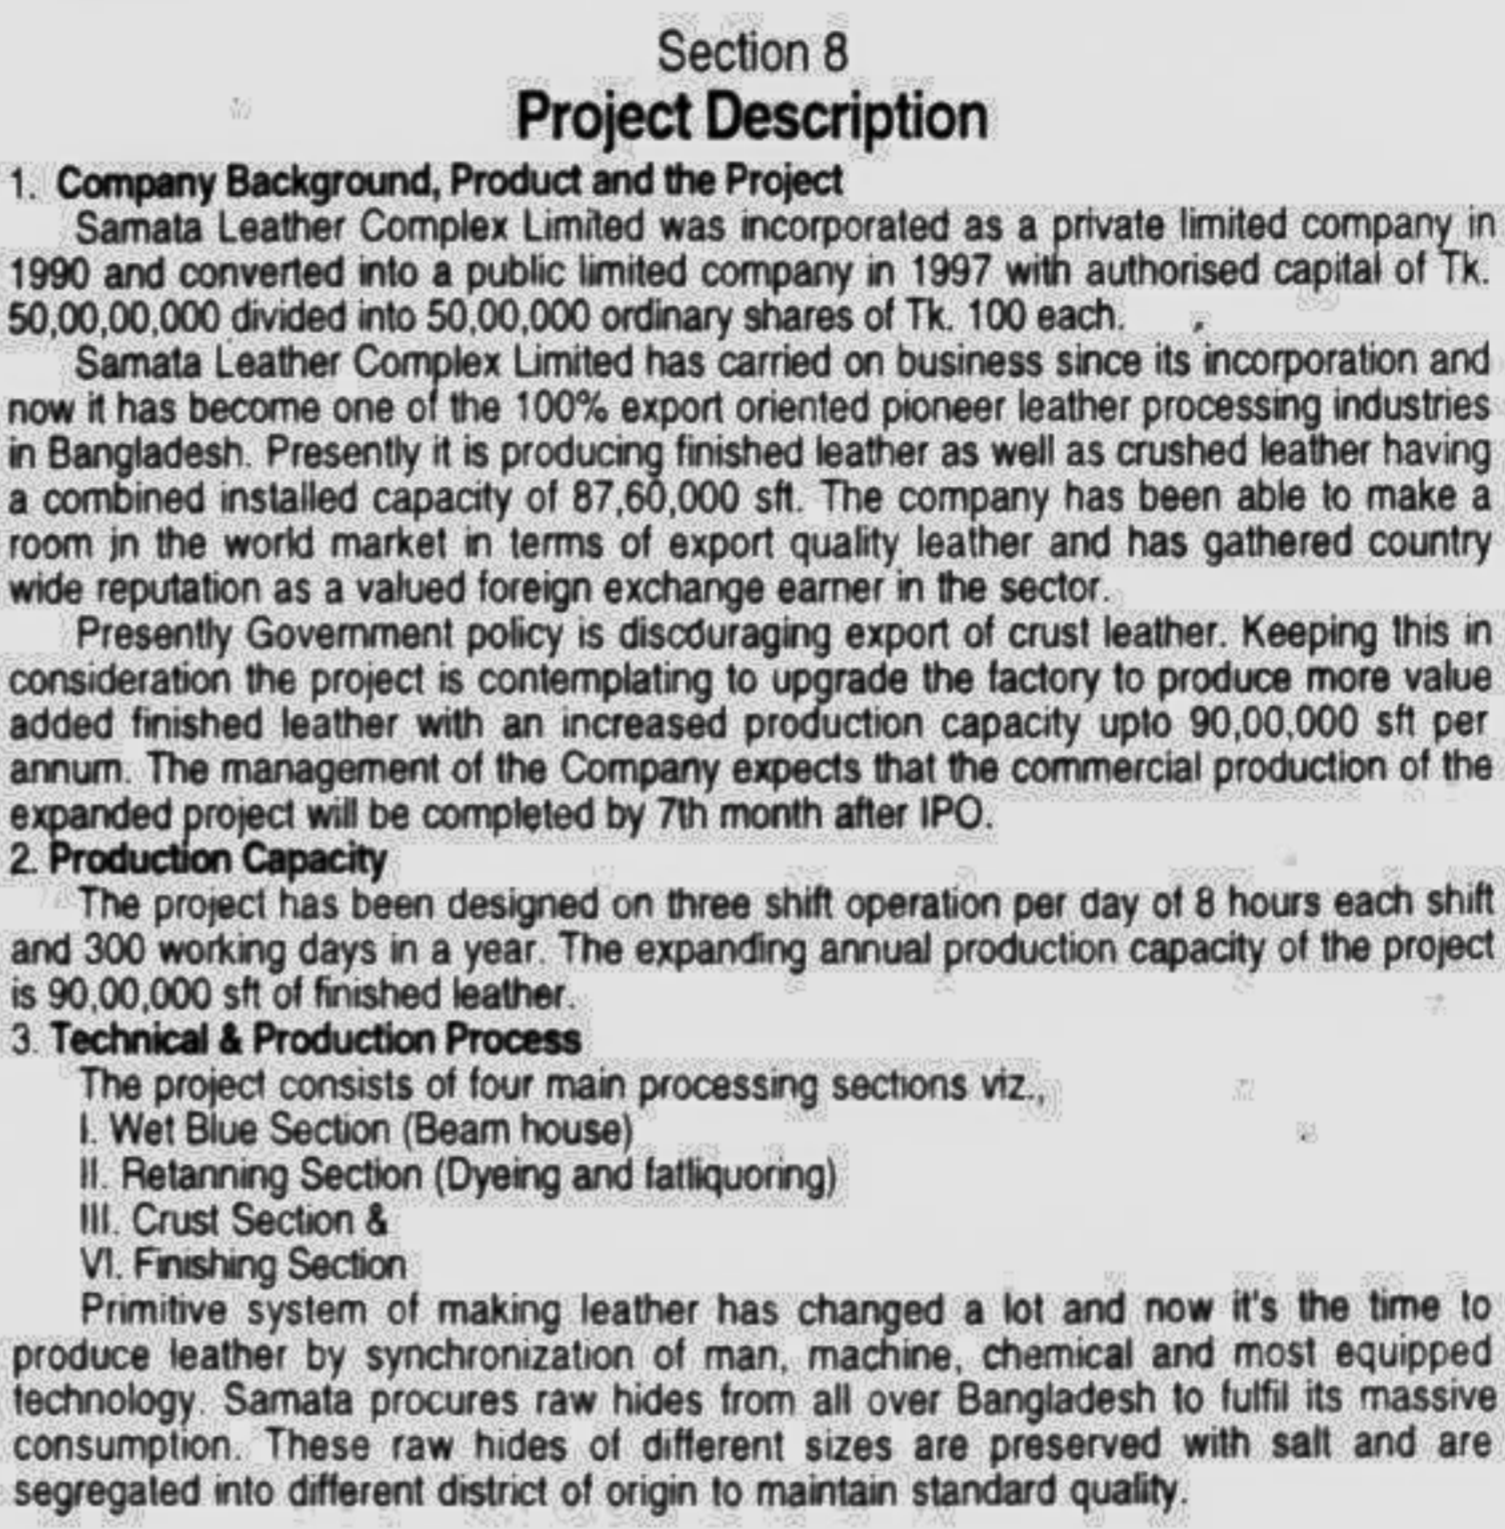 Section 8
Project Description
1. Company Background, Product and the Project
Samata Leather Complex Limited was incorporated as a private limited company in
1990 and converted into a public limited company in 1997 with authorised capital of Tk.
50,00,00,000 divided into 50,00,000 ordinary shares of Tk. 100 each.
Samata Leather Complex Limited has carried on business since its incorporation and
now it has become one of the 100% export oriented pioneer leather processing industries
in Bangladesh. Presently it is producing finished leather as well as crushed leather having
a combined installed capacity of 87,60,000 sft. The company has been able to make a
room in the world market in terms of export quality leather and has gathered country
wide reputation as a valued foreign exchange earner in the sector.
Presently Government policy is discouraging export of crust leather. Keeping this in
consideration the project is contemplating to upgrade the factory to produce more value
added finished leather with an increased production capacity upto 90,00,000 sft per
annum. The management of the Company expects that the commercial production of the
expanded project will be completed by 7th month after IPO.
2. Production Capacity
The project has been designed on three shift operation per day of 8 hours each shift
and 300 working days in a year. The expanding annual production capacity of the project
is 90,00,000 sft of finished leather.
3. Technical & Production Process
The project consists of four main processing sections viz.,
I. Wet Blue Section (Beam house)
II. Retanning Section (Dyeing and fatliquoring)
III. Crust Section &
VI. Finishing Section
Primitive system of making leather has changed a lot and now it's the time to
produce leather by synchronization of man, machine, chemical and most equipped
technology. Samata procures raw hides from all over Bangladesh to fulfil its massive
consumption. These raw hides of different sizes are preserved with salt and are
segregated into different district of origin to maintain standard quality.